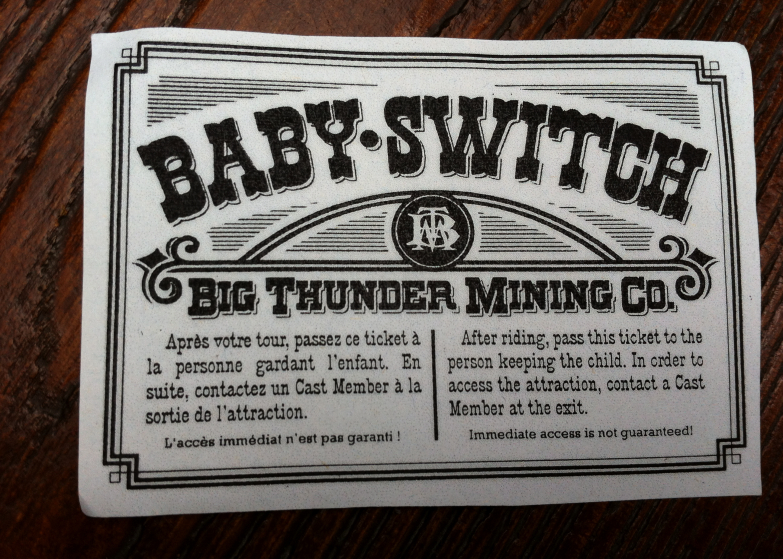 BABY·SWITCH
BTM
BIG THUNDER MINING CO.
Après votre tour, passez ce ticket à
la personne gardant l'enfant. En
suite, contactez un Cast Member à la
sortie de l'attraction.
L'accès immédiat n'est pas garanti !
After riding, pass this ticket to the
person keeping the child. In order to
access the attraction, contact a Cast
Member at the exit.
Immediate access is not guaranteed!